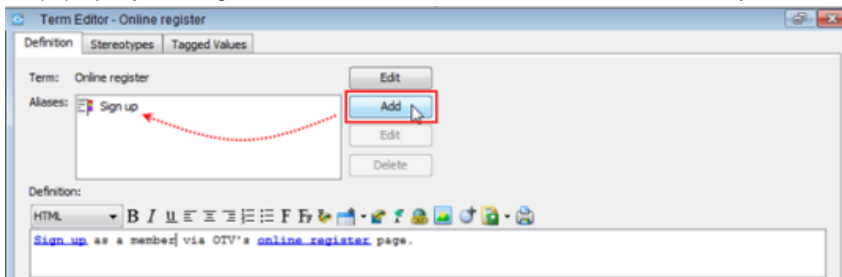 Term Editor - Online register
Definition Stereotypes Tagged Values
Term: Online register Edit
Aliases: Sign up Add
Edit
Delete
Definition:
HTML B I U F Fr
Sign up as a member via OTV's online register page.